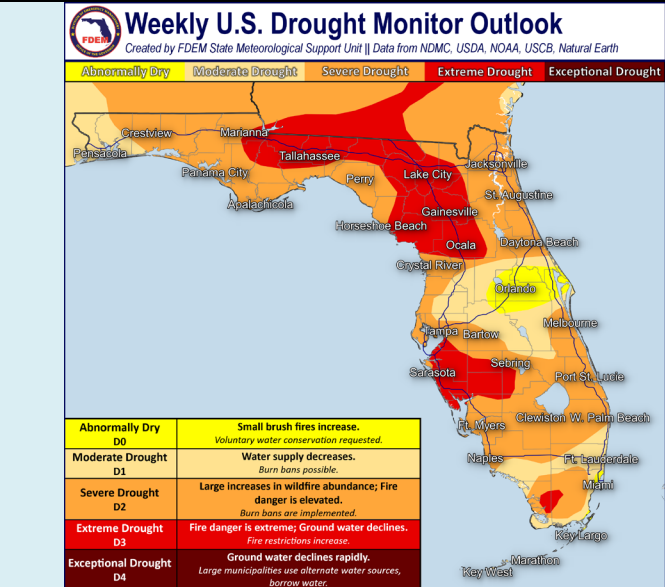 Weekly U.S. Drought Monitor Outlook
Created by FDEM State Meteorological Support Unit || Data from NDMC, USDA, NOAA, USCB, Natural Earth
FDEM
Abnormally Dry Moderate Drought Severe Drought Extreme Drought Exceptional Drought
Crestview
Marianna
Pensacola
Tallahassee
Jacksonville
Panama City
Perry
Lake City
Apalachicola
St. Augustine
Gainesville
Horseshoe Beach
Ocala
Daytona Beach
Crystal River
Orlando
Melbourne
Tampa
Bartow
Sebring
Sarasota
Port St. Lucie
Ft. Myers
Clewiston
W. Palm Beach
Naples
Ft. Lauderdale
Miami
Key Largo
Marathon
Key West
Abnormally Dry
D0
Small brush fires increase.
Voluntary water conservation requested.
Moderate Drought
D1
Water supply decreases.
Burn bans possible.
Severe Drought
D2
Large increases in wildfire abundance; Fire
danger is elevated.
Burn bans are implemented.
Extreme Drought
D3
Fire danger is extreme; Ground water declines.
Fire restrictions increase.
Exceptional Drought
D4
Ground water declines rapidly.
Large municipalities use alternate water sources,
borrow water.